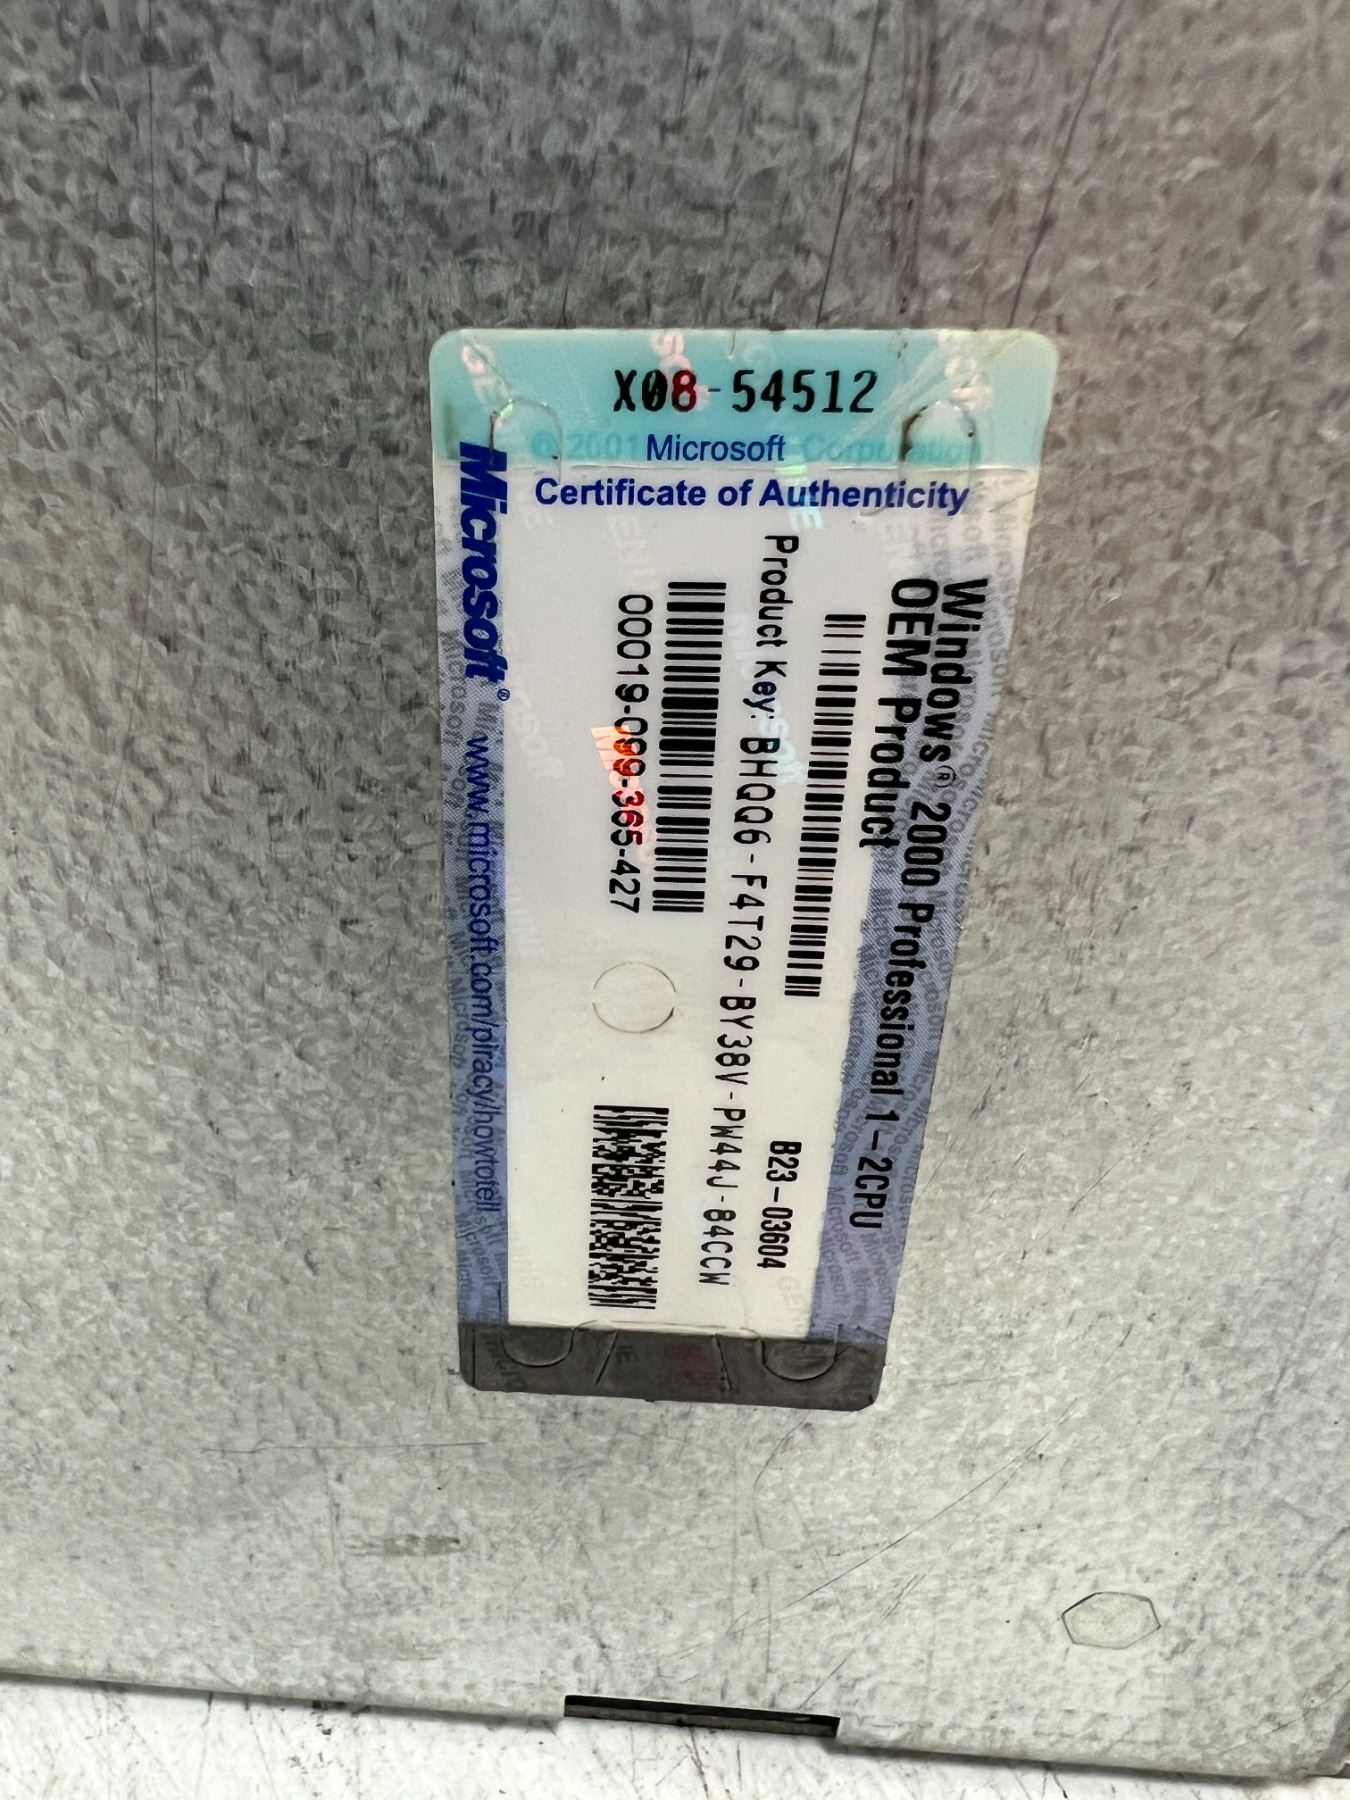 X08-54512
© 2001 Microsoft Corporation
Certificate of Authenticity
Windows® 2000 Professional 1-2CPU
OEM Product
B23-03604
Product Key: BHQQ6-F4T29-BY38V-PW44J-84CCW
00019-099-365-427
Microsoft® www.microsoft.com/piracy/howtotell